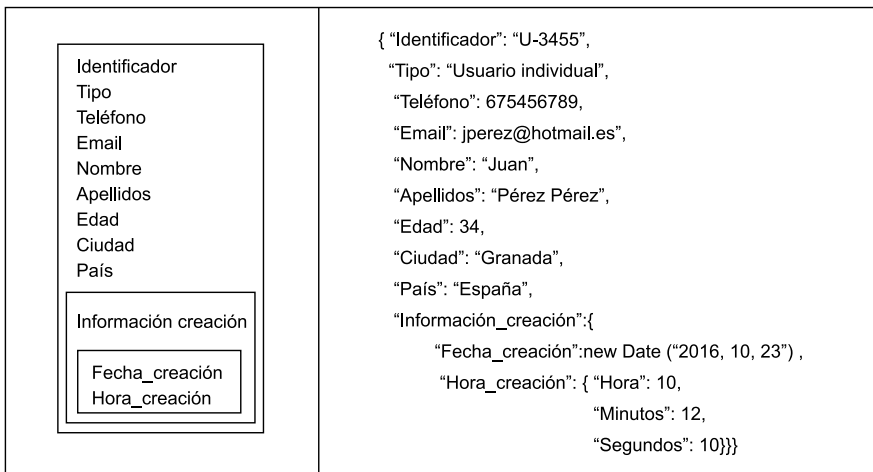 Identificador
Tipo
Teléfono
Email
Nombre
Apellidos
Edad
Ciudad
País
Información creación
Fecha_creación
Hora_creación
{ “Identificador”: “U-3455”,
“Tipo”: “Usuario individual”,
“Teléfono”: 675456789,
“Email”: jperez@hotmail.es”,
“Nombre”: “Juan”,
“Apellidos”: “Pérez Pérez”,
“Edad”: 34,
“Ciudad”: “Granada”,
“País”: “España”,
“Información_creación”:{
“Fecha_creación”:new Date (“2016, 10, 23”) ,
“Hora_creación”: { “Hora”: 10,
“Minutos”: 12,
“Segundos”: 10}}}